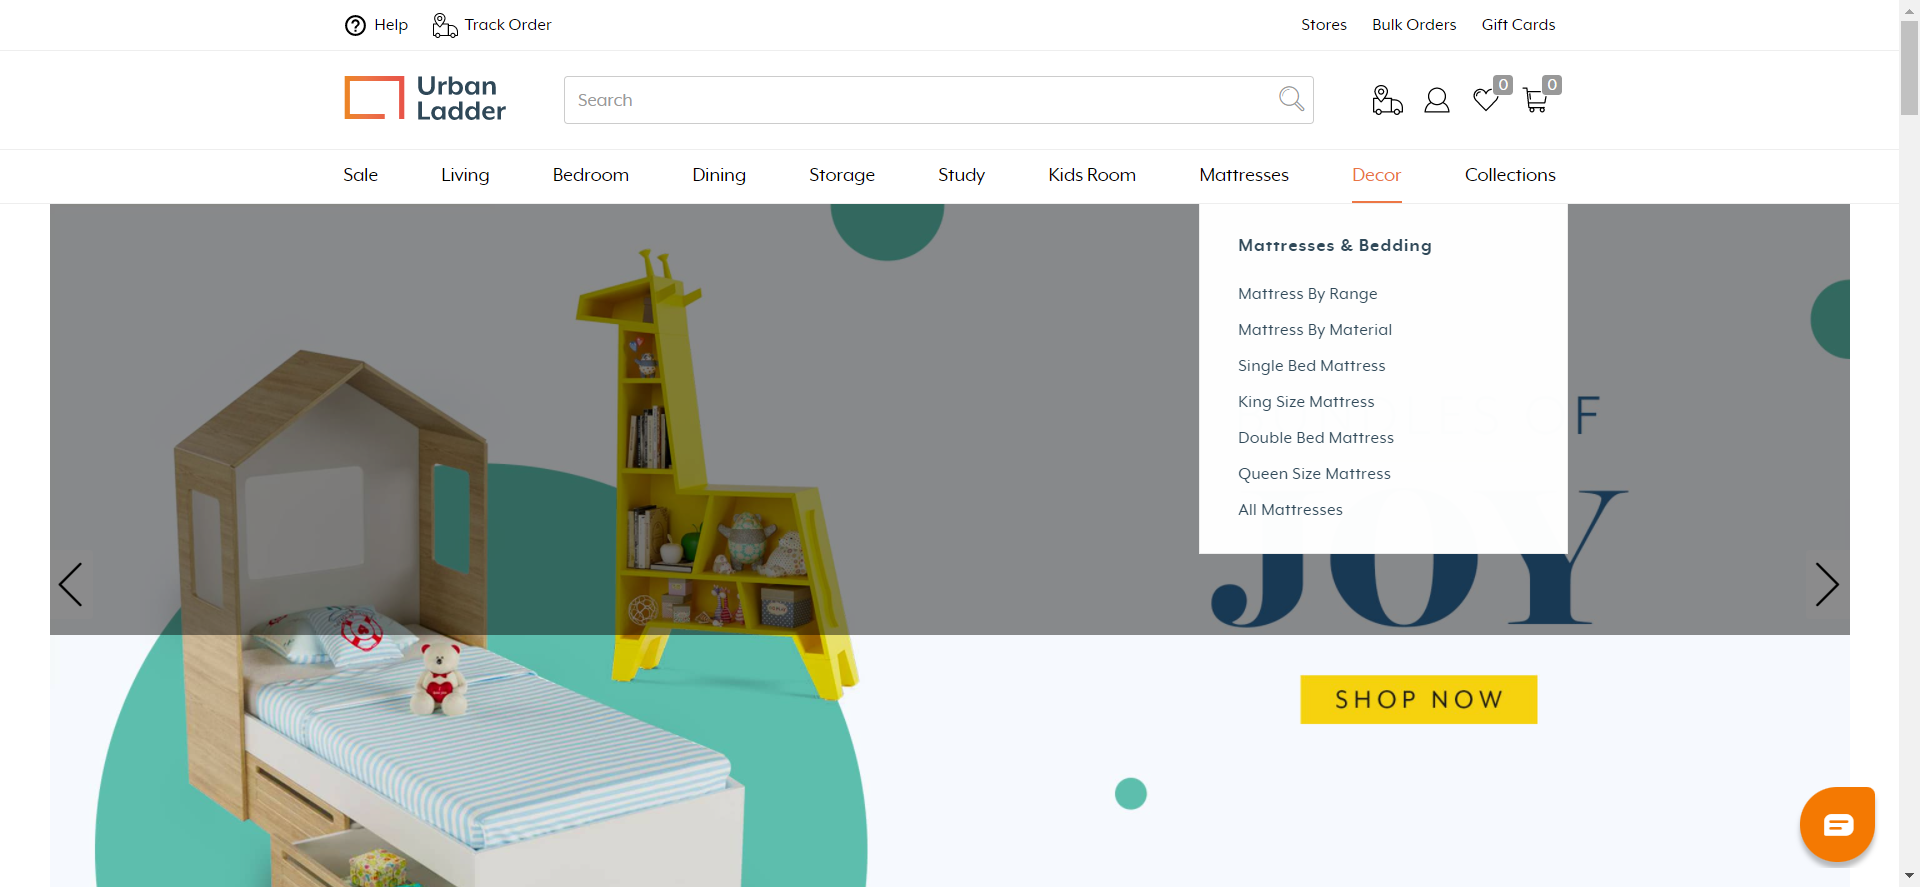 Help
Track Order
Stores
Bulk Orders
Gift Cards
Urban
Ladder
Search
0
0
Sale
Living
Bedroom
Dining
Storage
Study
Kids Room
Mattresses
Decor
Collections
Mattresses & Bedding
Mattress By Range
Mattress By Material
Single Bed Mattress
King Size Mattress
Double Bed Mattress
Queen Size Mattress
All Mattresses
F
JOY
SHOP NOW